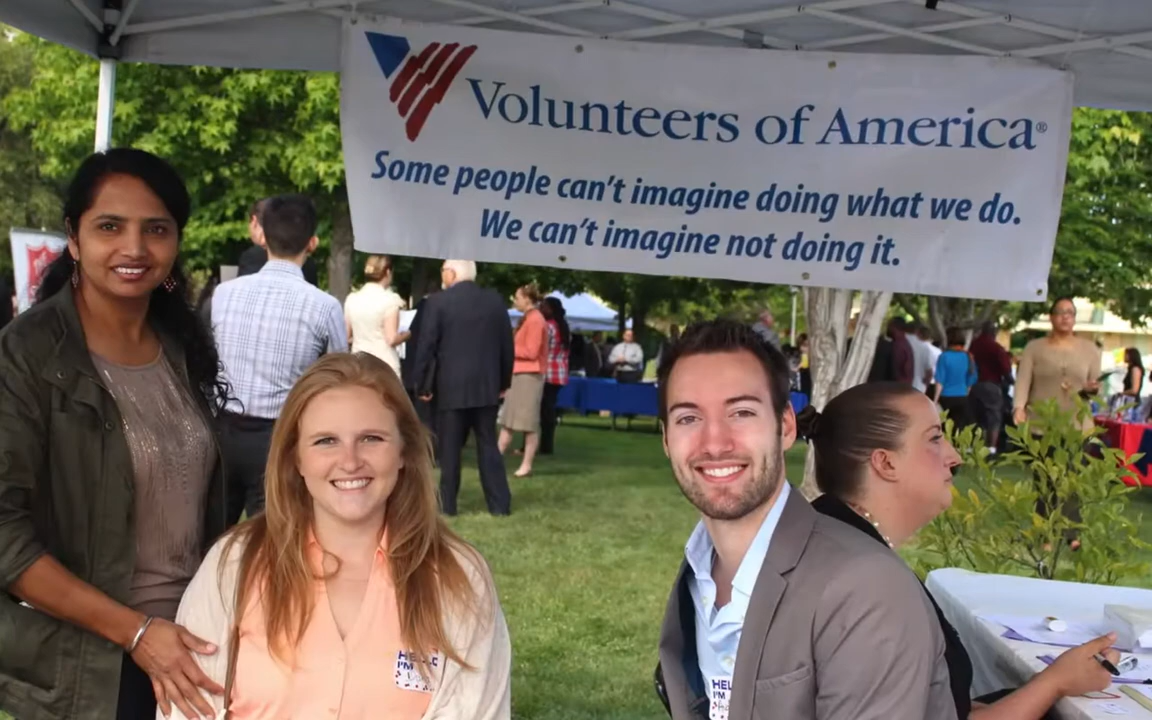 Volunteers of America®
Some people can't imagine doing what we do.
We can't imagine not doing it.
I'M
I'M